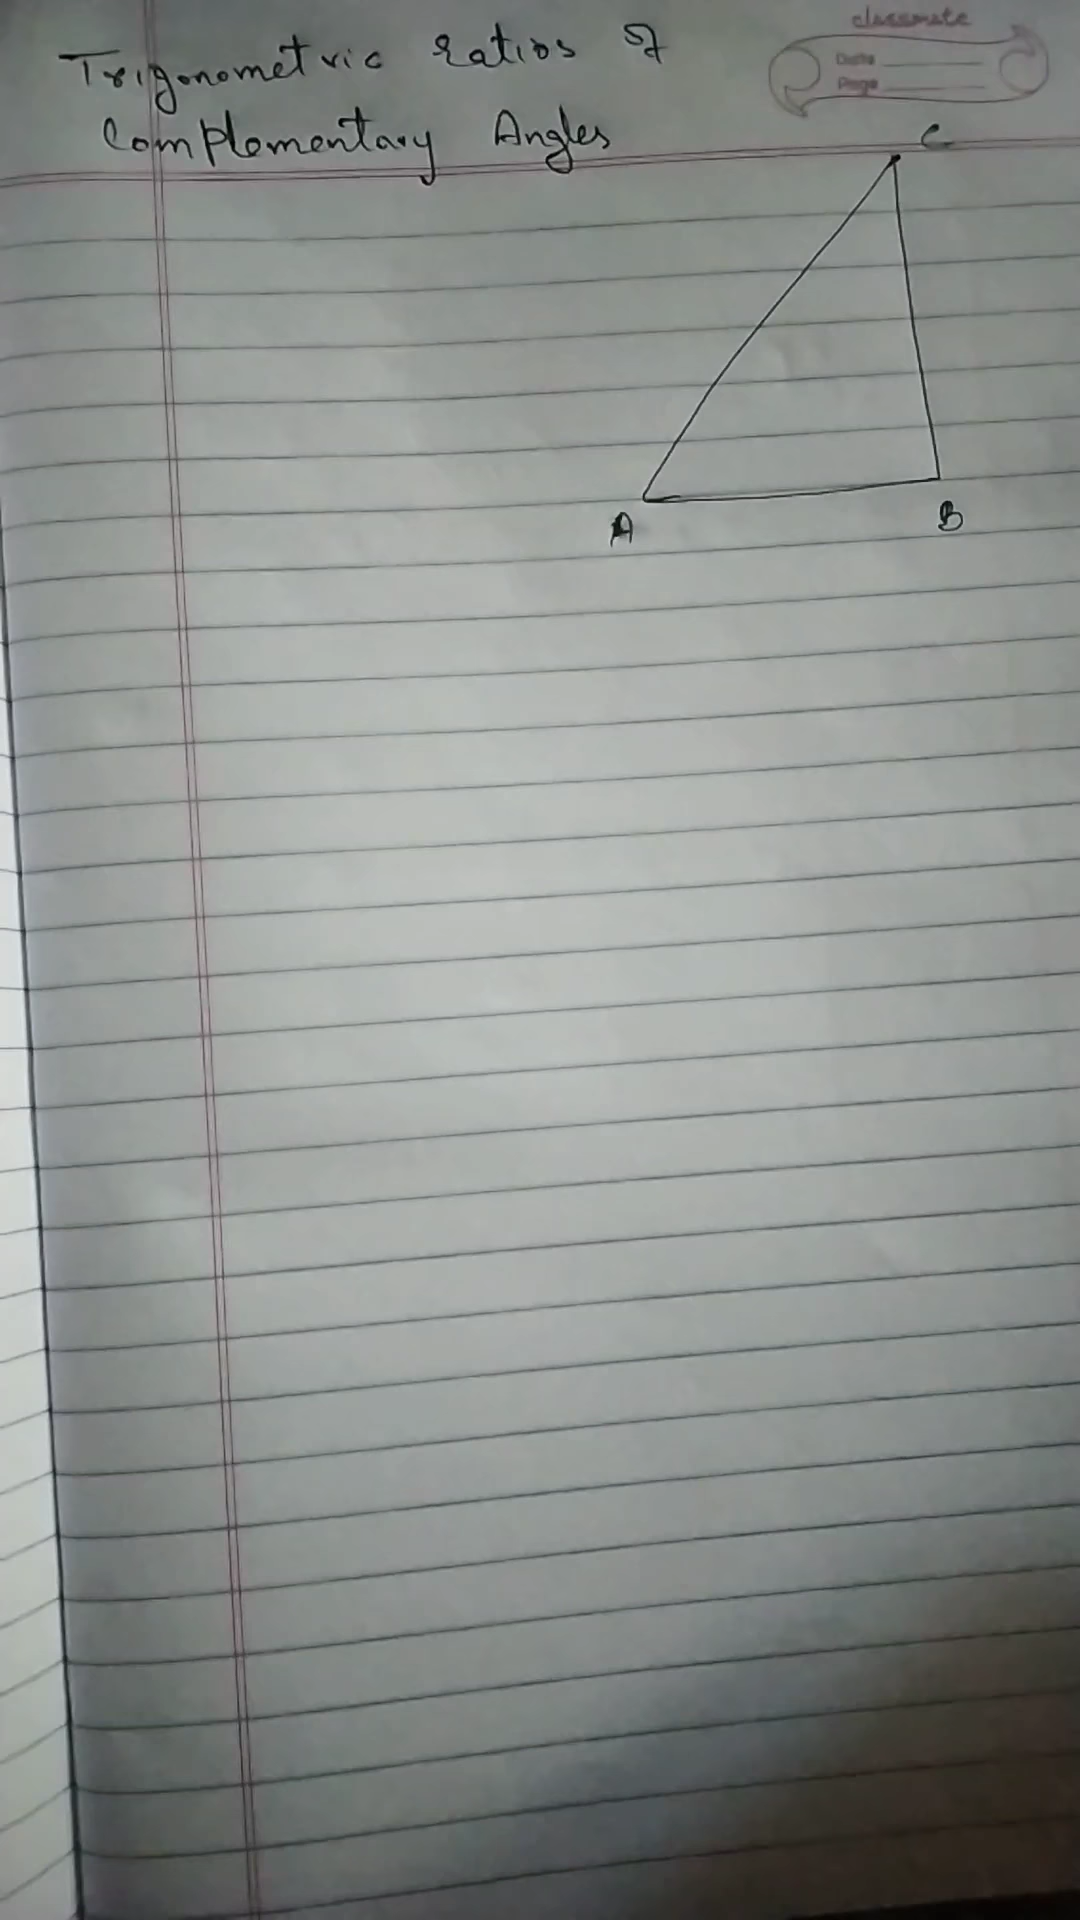 classmate
Date
Page
Trigonometric ratios of
Complementary Angles
C
A
B